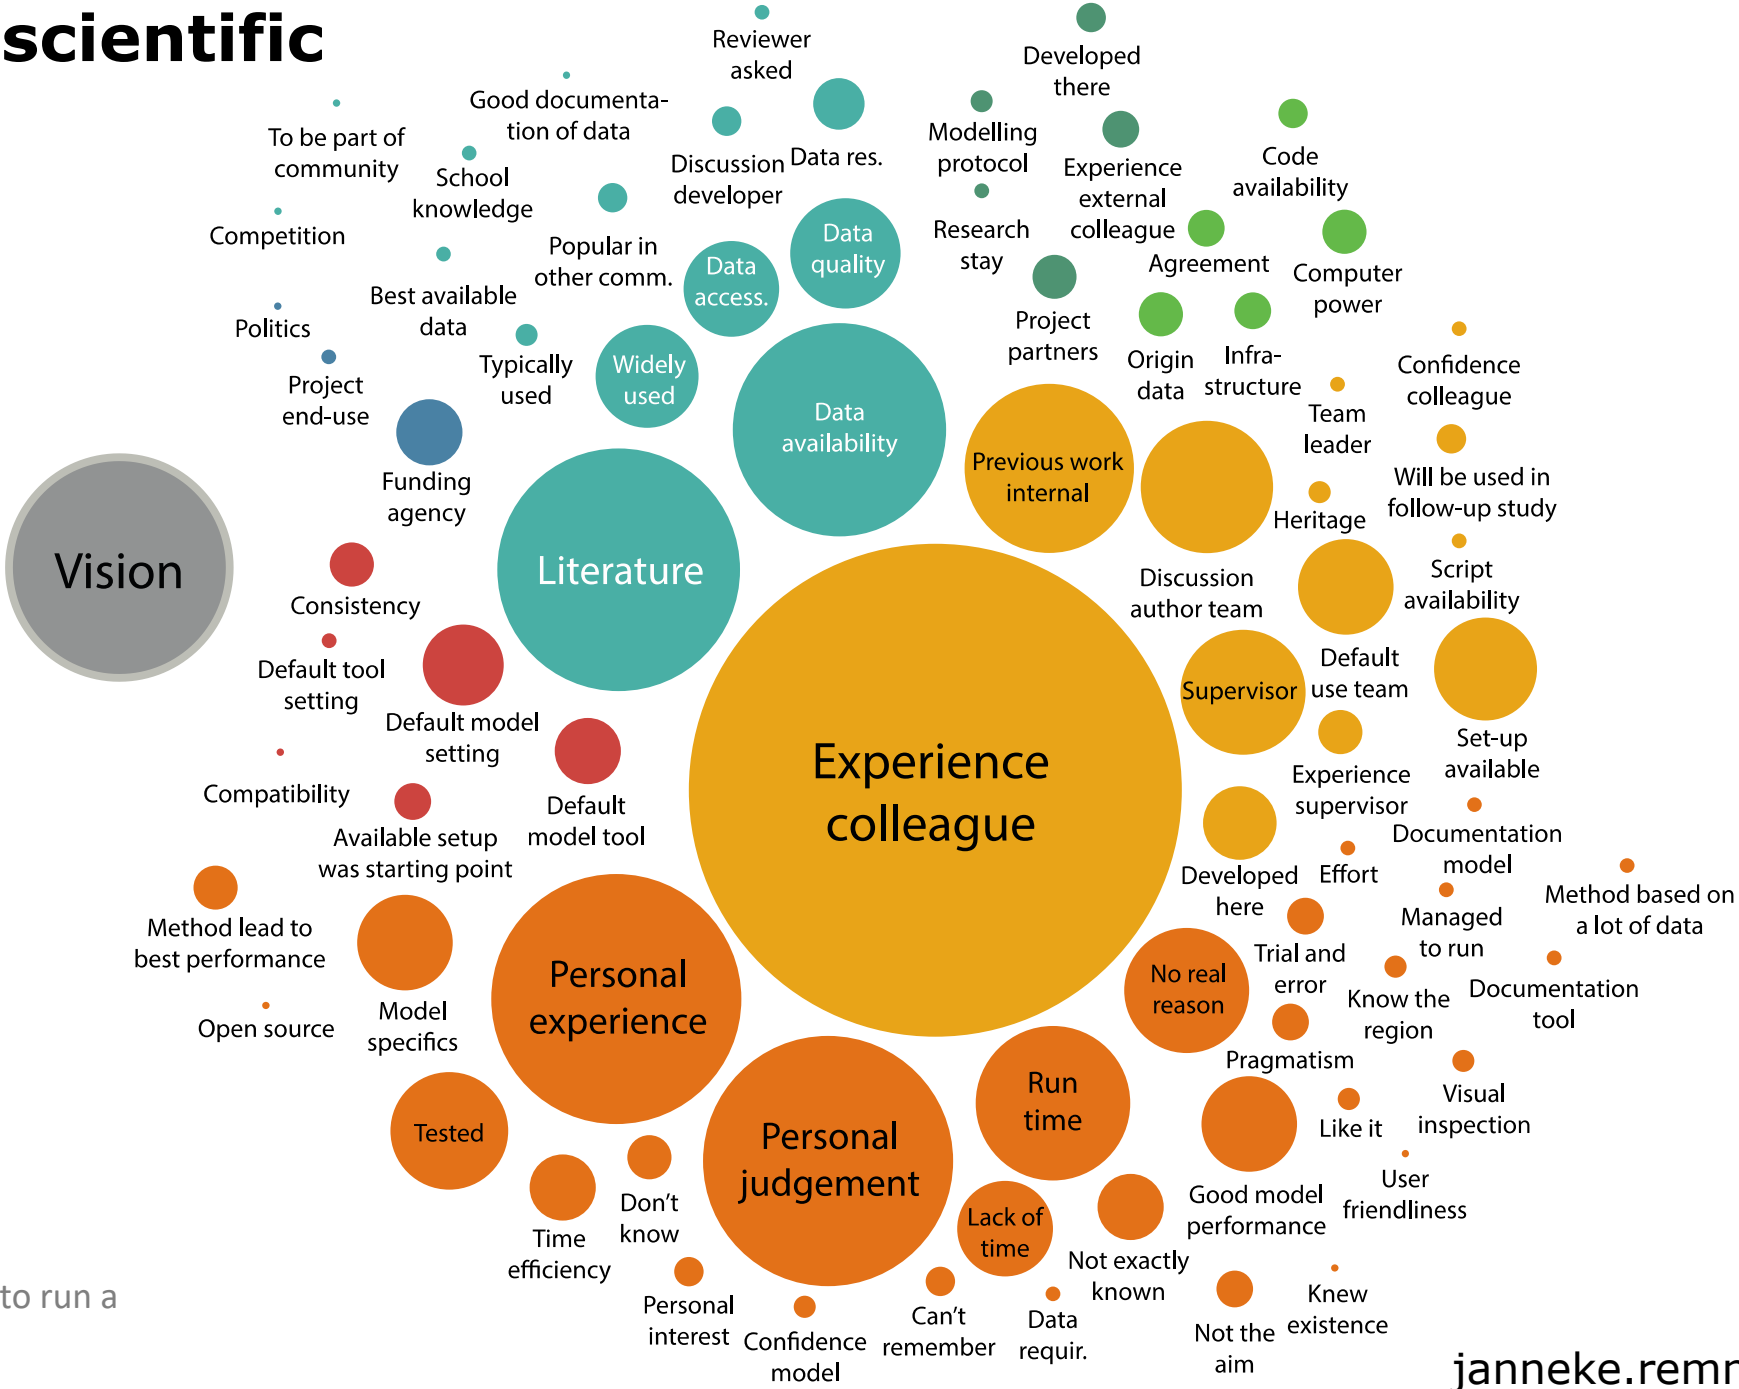 scientific
Reviewer
asked
Developed
there
Good documenta-
tion of data
To be part of
community
School
knowledge
Discussion
developer
Data res.
Modelling
protocol
Experience
external
colleague
Code
availability
Competition
Popular in
other comm.
Data
access.
Data
quality
Research
stay
Agreement
Computer
power
Best available
data
Politics
Project
end-use
Typically
used
Widely
used
Data
availability
Project
partners
Origin
data
Infra-
structure
Confidence
colleague
Team
leader
Funding
agency
Previous work
internal
Will be used in
follow-up study
Heritage
Vision
Literature
Consistency
Discussion
author team
Script
availability
Default tool
setting
Default model
setting
Supervisor
Default
use team
Set-up
available
Compatibility
Available setup
was starting point
Default
model tool
Experience
colleague
Experience
supervisor
Documentation
model
Developed
here
Effort
Method based on
a lot of data
Method lead to
best performance
Managed
to run
Trial and
error
Personal
experience
No real
reason
Know the
region
Documentation
tool
Open source
Model
specifics
Pragmatism
Run
time
Visual
inspection
Like it
Tested
Personal
judgement
User
friendliness
Good model
performance
Don't
know
Time
efficiency
Lack of
time
Not exactly
known
Personal
interest
Confidence
model
Can't
remember
Data
requir.
Not the
aim
Knew
existence
to run a
janneke.remr